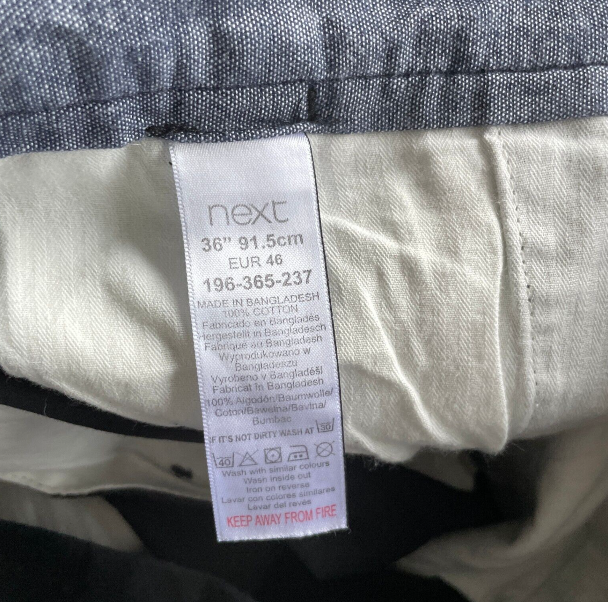 next
36" 91.5cm
EUR 46
196-365-237
MADE IN BANGLADESH
100% COTTON
Fabricado en Bangladés
Hergestellt in Bangladesch
Fabriqué au Bangladesh
Wyprodukowano w
Bangladeszu
Vyrobeno v Bangladéši
Fabricat în Bangladesh
100% Algodón/Baumwolle/
Coton/Bawełna/Bavlna/
Bumbac
IF IT'S NOT DIRTY WASH AT 30
40
Wash with similar colours
Wash inside out
Iron on reverse
Lavar con colores similares
Lavar del revés
KEEP AWAY FROM FIRE